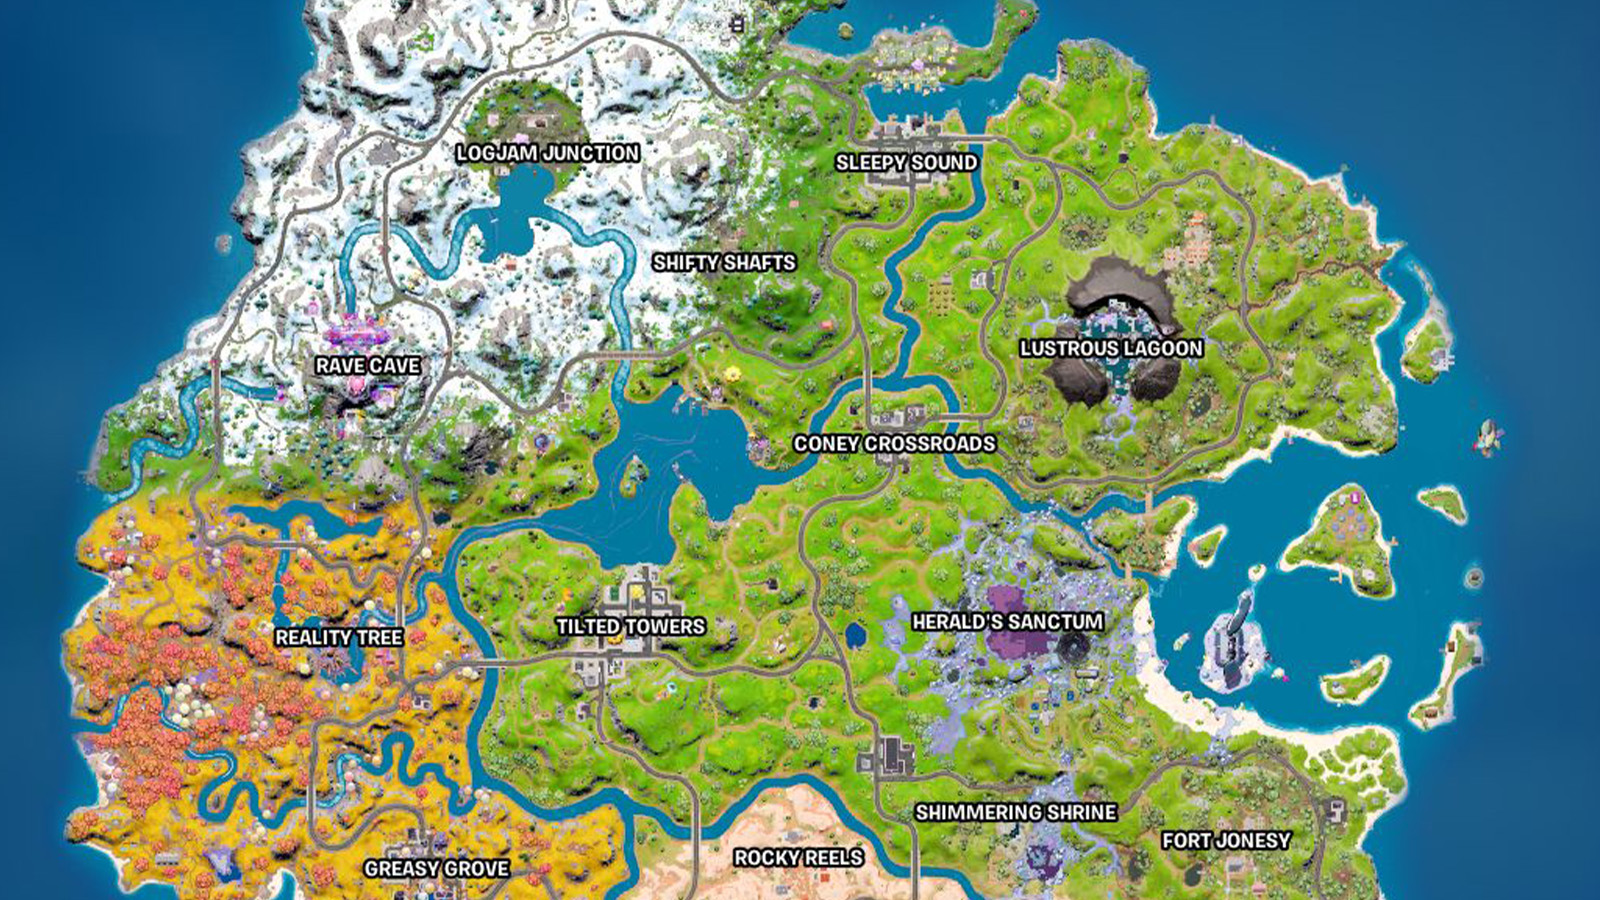 LOGJAM JUNCTION
SLEEPY SOUND
SHIFTY SHAFTS
LUSTROUS LAGOON
RAVE CAVE
CONEY CROSSROADS
HERALD'S SANCTUM
TILTED TOWERS
REALITY TREE
SHIMMERING SHRINE
FORT JONESY
ROCKY REELS
GREASY GROVE